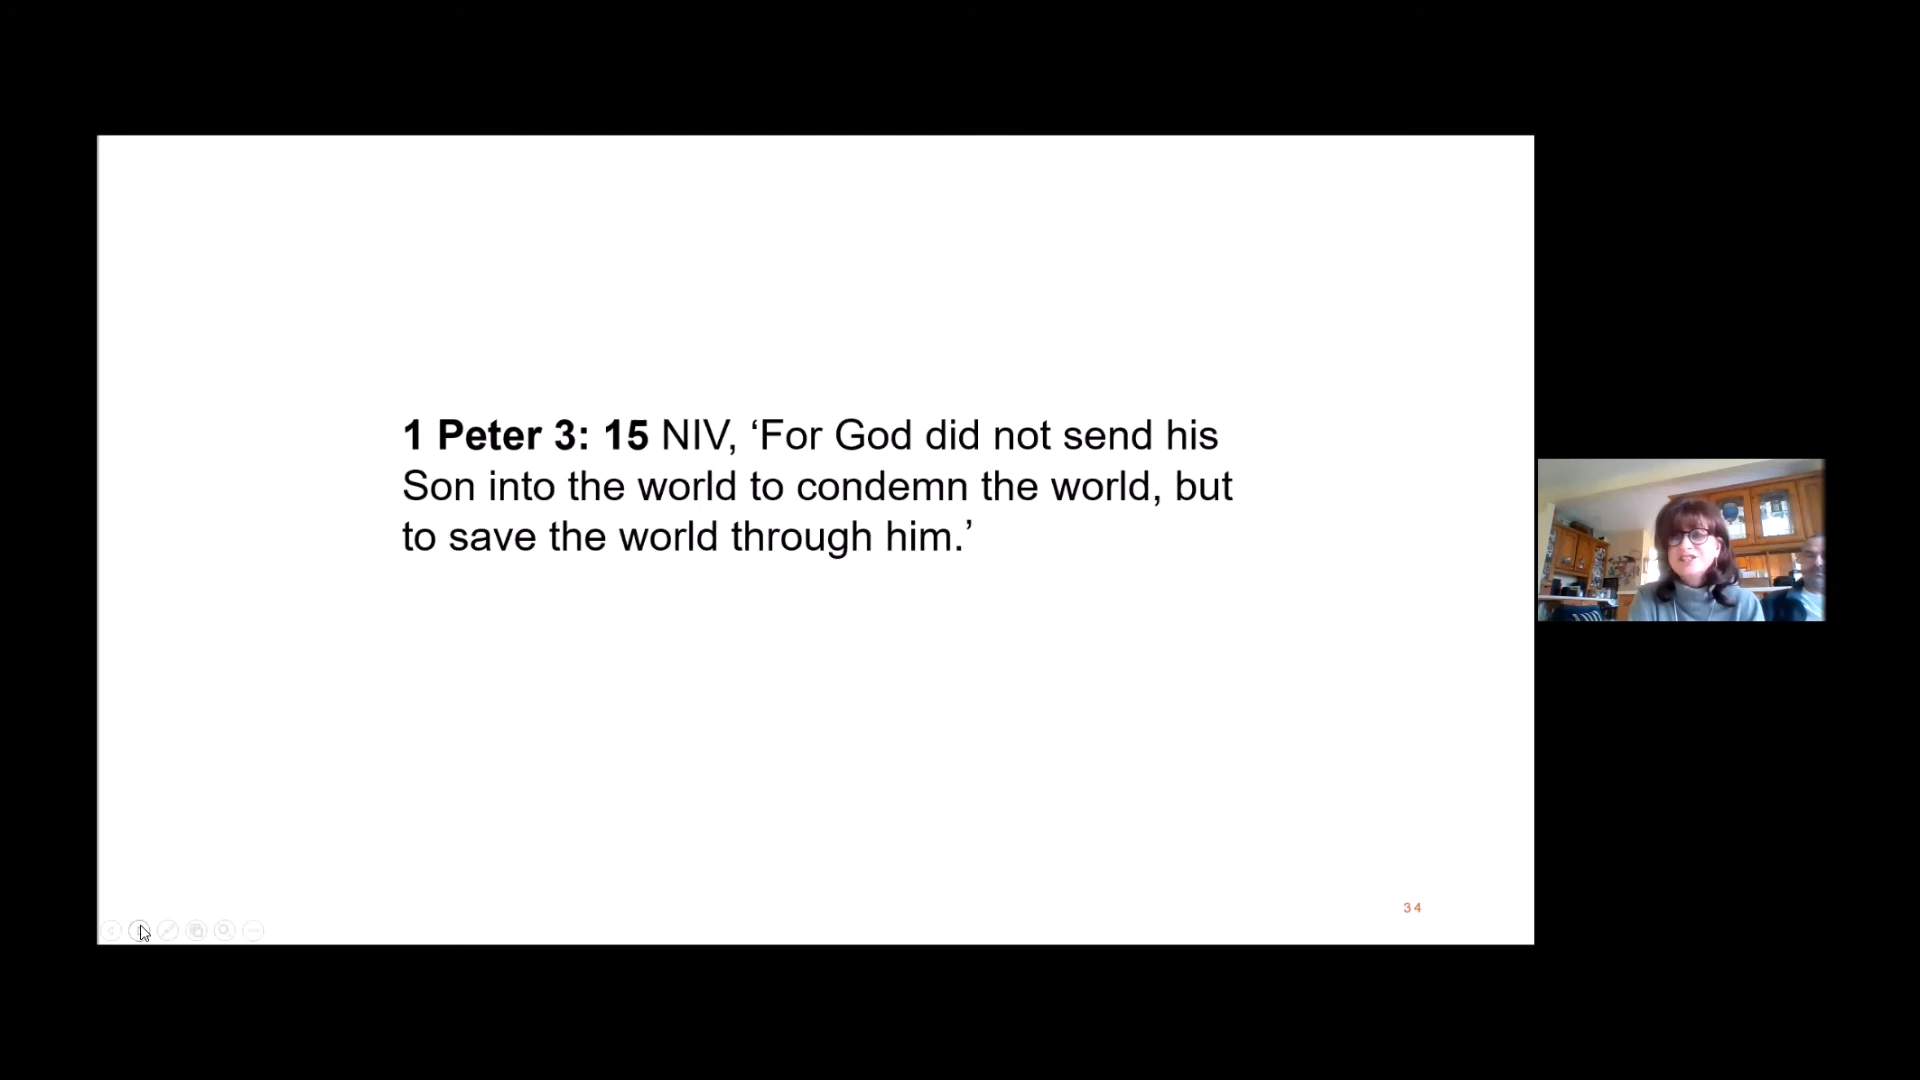 1 Peter 3: 15 NIV, ‘For God did not send his
Son into the world to condemn the world, but
to save the world through him.’
34